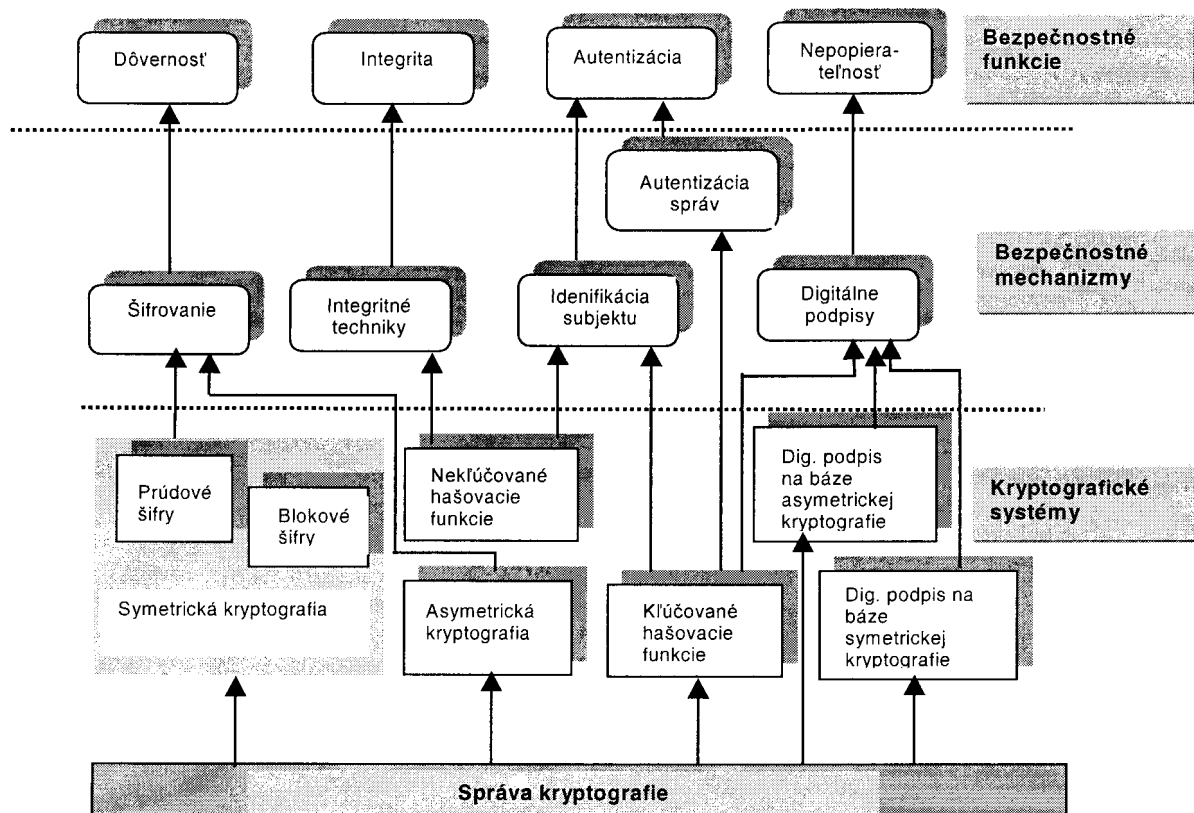 Dôvernosť
Integrita
Autentizácia
Nepopiera-
teľnosť
Bezpečnostné
funkcie
Autentizácia
správ
Bezpečnostné
mechanizmy
Šifrovanie
Integritné
techniky
Idenifikácia
subjektu
Digitálne
podpisy
Prúdové
šifry
Blokové
šifry
Symetrická kryptografia
Nekľúčované
hašovacie
funkcie
Asymetrická
kryptografia
Kľúčované
hašovacie
funkcie
Dig. podpis
na báze
asymetrickej
kryptografie
Dig. podpis na
báze
symetrickej
kryptografie
Kryptografické
systémy
Správa kryptografie